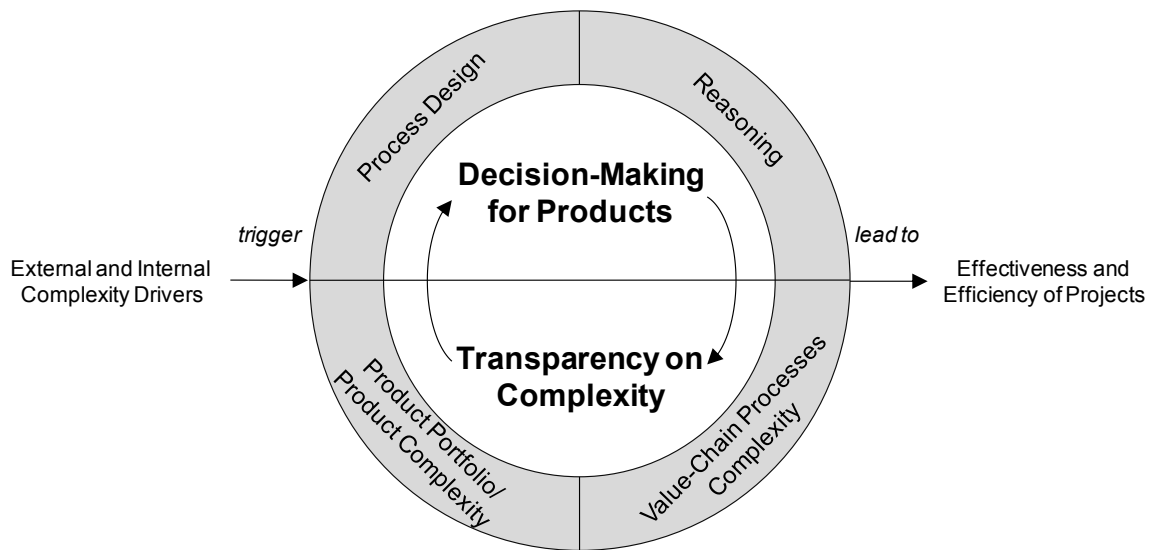 Process Design
Reasoning
Decision-Making
for Products
trigger
lead to
External and Internal
Complexity Drivers
Effectiveness and
Efficiency of Projects
Transparency on
Complexity
Product Portfolio/
Product Complexity
Value-Chain Processes
Complexity